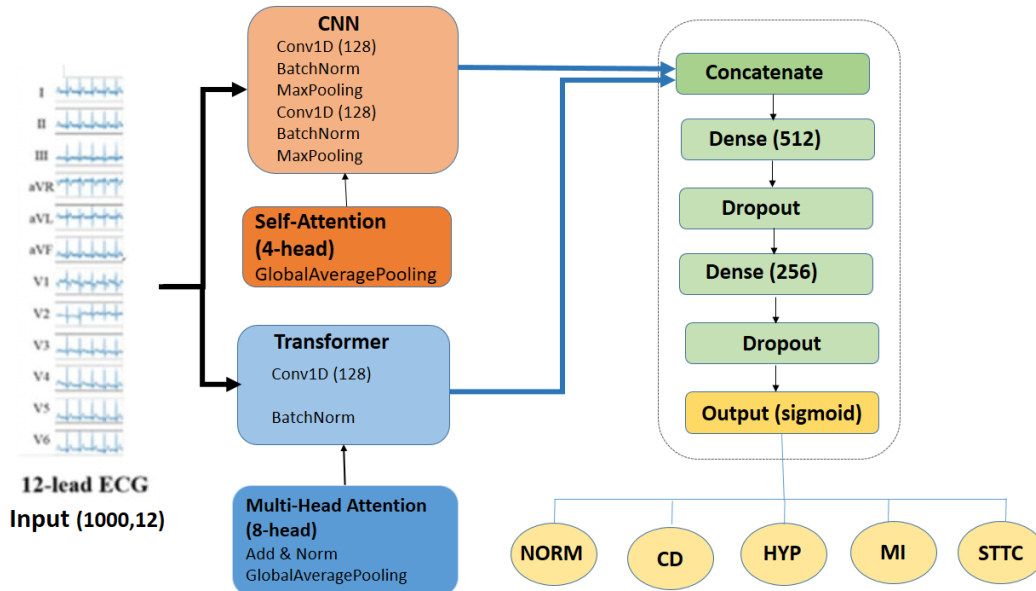 I
II
III
aVR
aVL
aVF
V1
V2
V3
V4
V5
V6
12-lead ECG
Input (1000,12)
CNN
Conv1D (128)
BatchNorm
MaxPooling
Conv1D (128)
BatchNorm
MaxPooling
Self-Attention
(4-head)
GlobalAveragePooling
Transformer
Conv1D (128)
BatchNorm
Multi-Head Attention
(8-head)
Add & Norm
GlobalAveragePooling
Concatenate
Dense (512)
Dropout
Dense (256)
Dropout
Output (sigmoid)
NORM
CD
HYP
MI
STTC